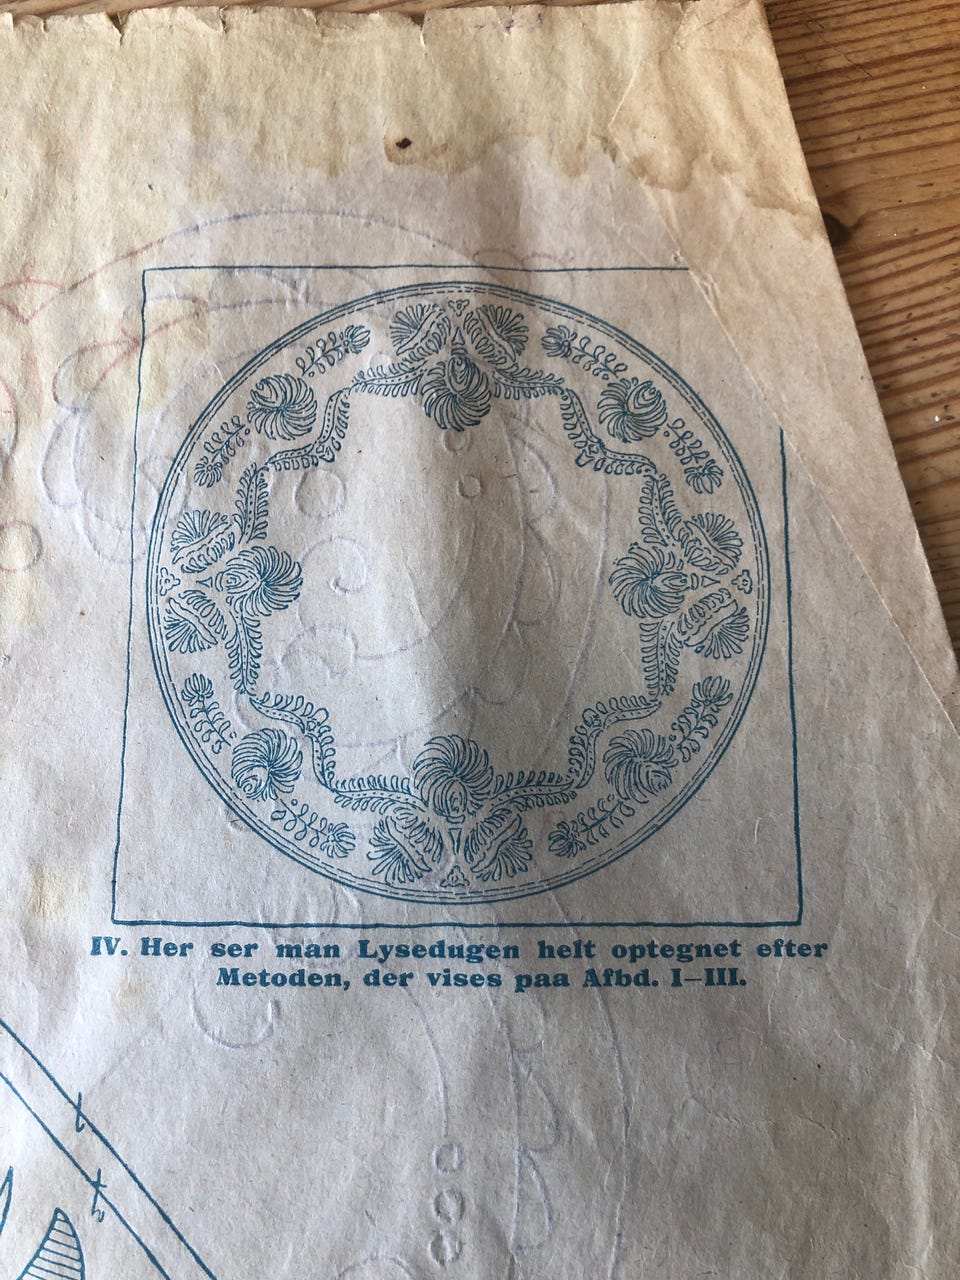 IV. Her ser man Lysedugen helt optegnet efter
Metoden, der vises paa Afbd. I—III.